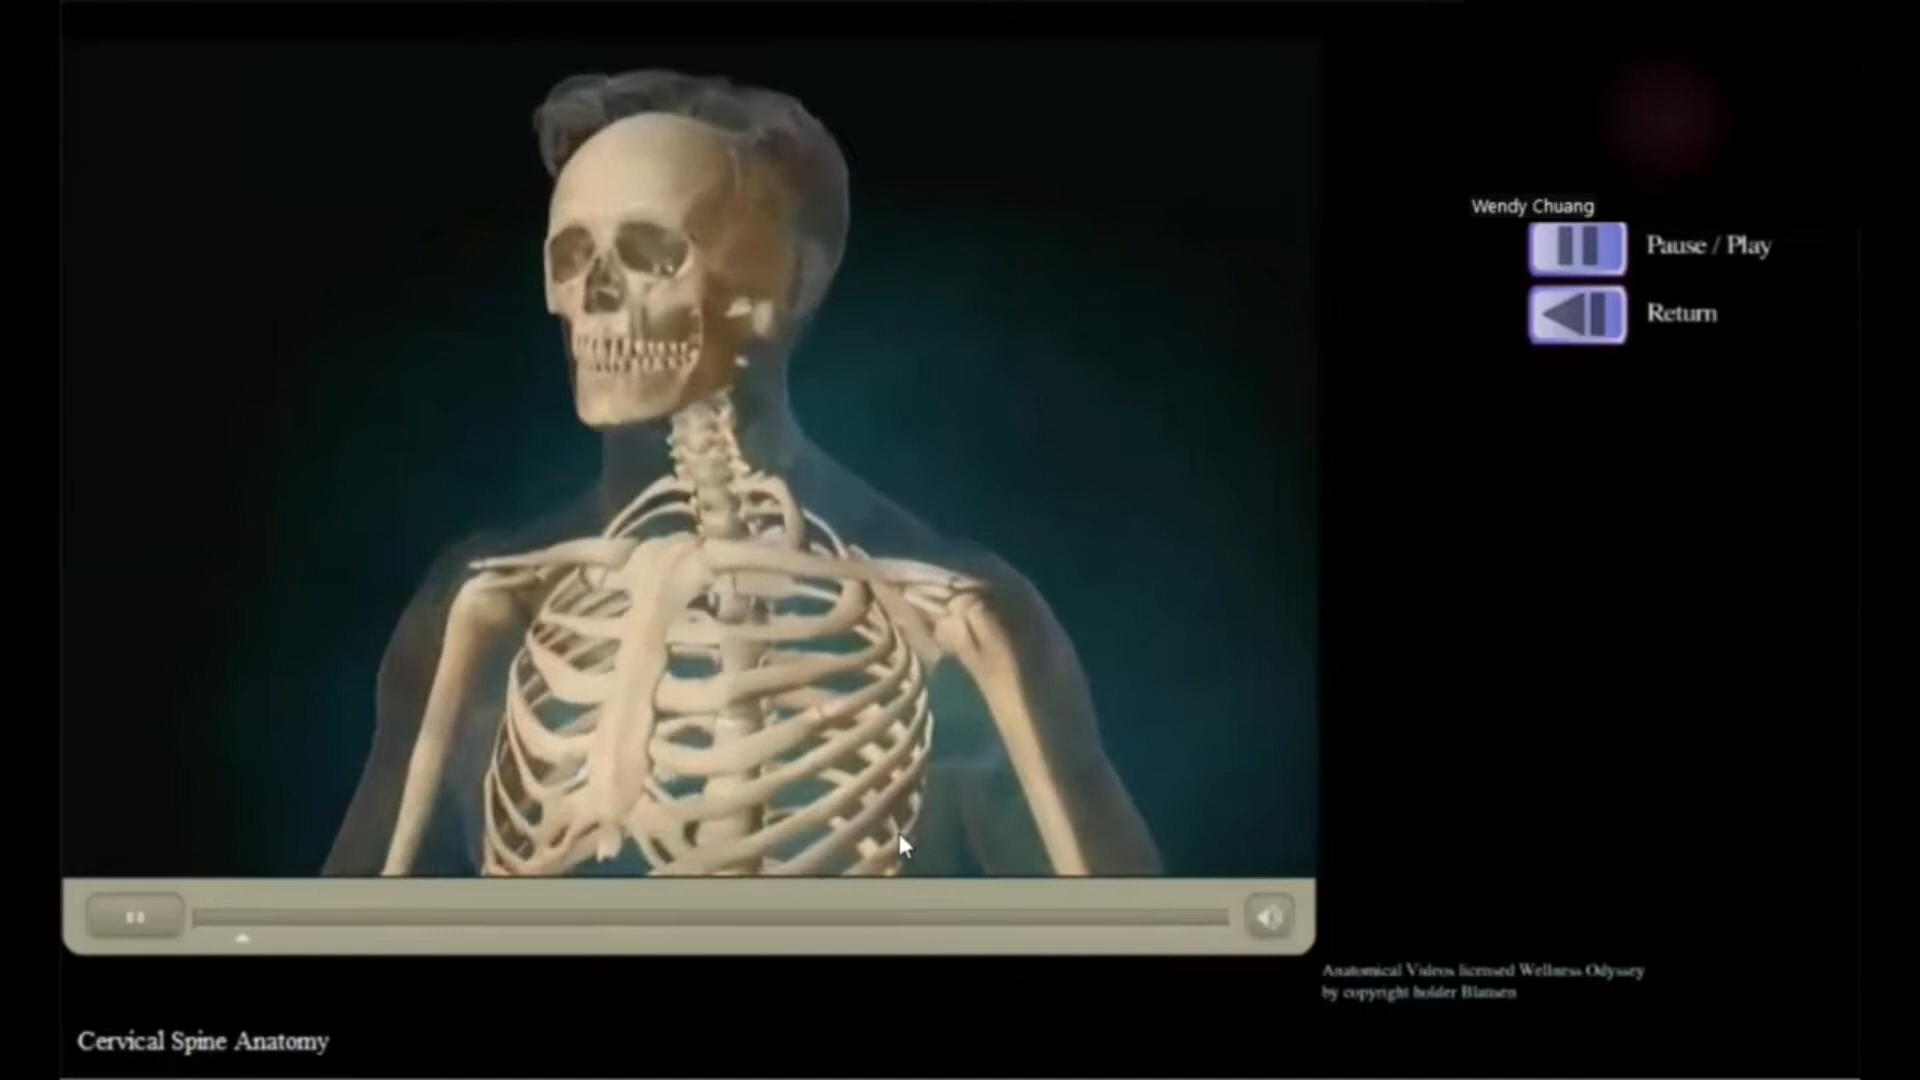 Wendy Chuang
Pause / Play
Return
Anatomical Videos licensed Wellness Odyssey
by copyright holder Blausen
Cervical Spine Anatomy